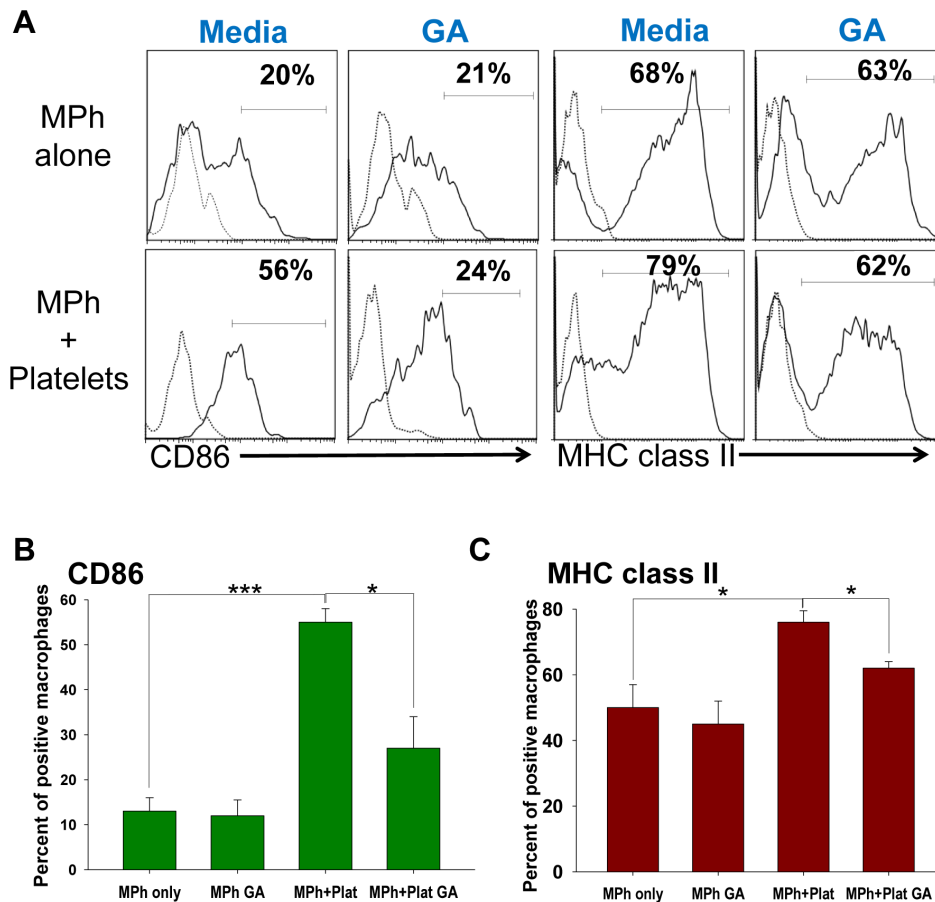 A
Media GA Media GA
MPh alone
20% 21% 68% 63%
MPh + Platelets
56% 24% 79% 62%
CD86 MHC class II
B
CD86
Percent of positive macrophages
60
50
40
30
20
10
0
*** *
MPh only MPh GA MPh+Plat MPh+Plat GA
C
MHC class II
Percent of positive macrophages
80
60
40
20
0
* *
MPh only MPh GA MPh+Plat MPh+Plat GA